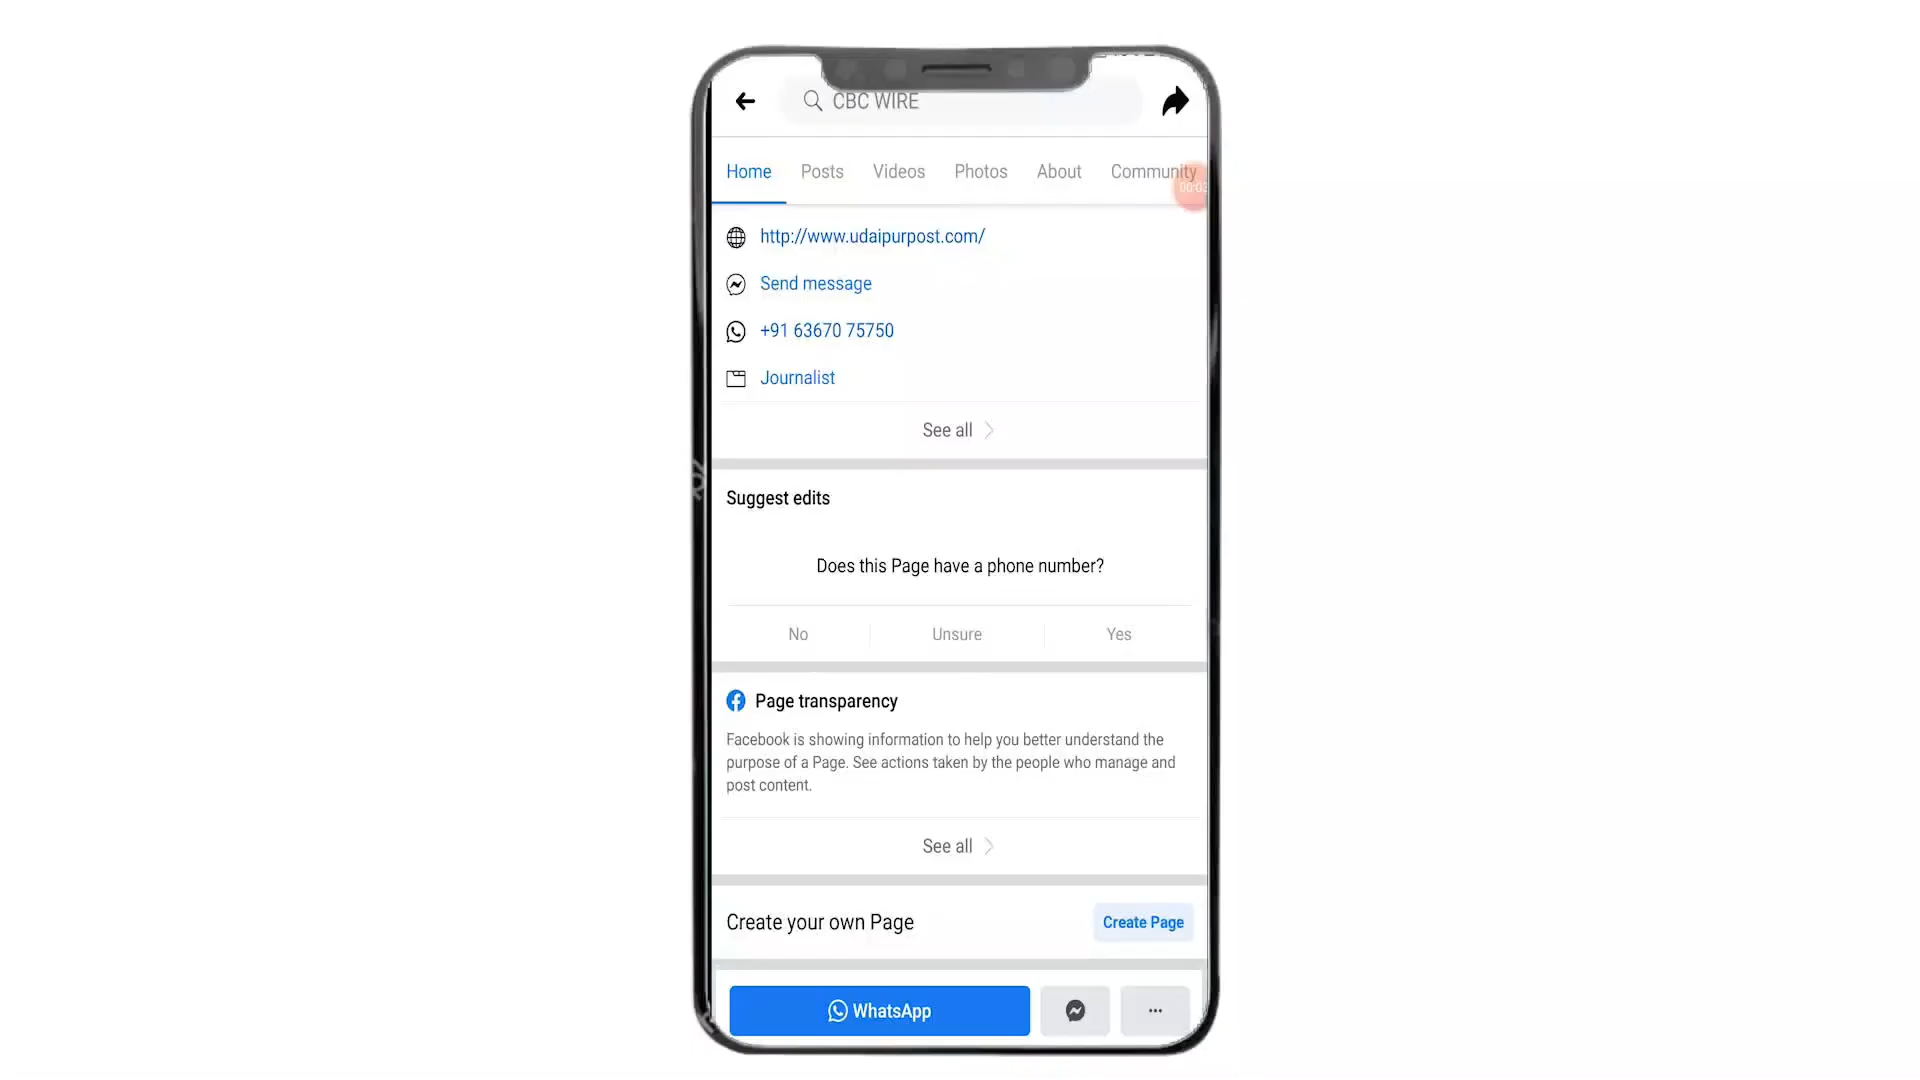 CBC WIRE
Home Posts Videos Photos About Community
00:03
http://www.udaipurpost.com/
Send message
+91 63670 75750
Journalist
See all
Suggest edits
Does this Page have a phone number?
No Unsure Yes
Page transparency
Facebook is showing information to help you better understand the
purpose of a Page. See actions taken by the people who manage and
post content.
See all
Create your own Page Create Page
WhatsApp